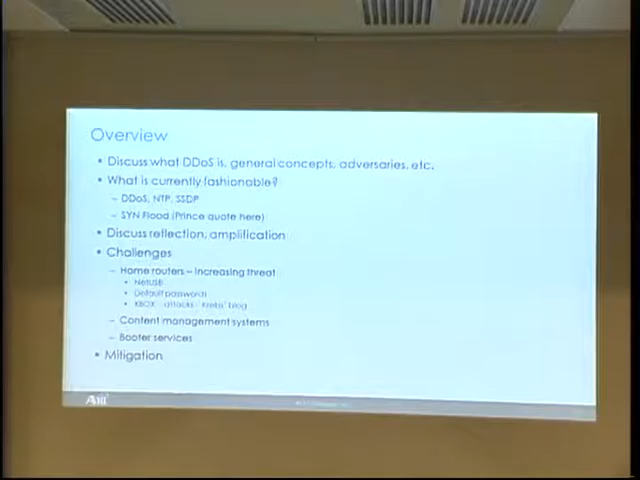 Overview
• Discuss what DDoS is, general concepts, adversaries, etc.
• What is currently fashionable?
– DDoS, NTP, SSDP
– SYN Flood (Prince quote here)
• Discuss reflection, amplification
• Challenges
– Home routers – increasing threat
• NetUSB
• Default passwords
• XBOX attacks Krebs' blog
– Content management systems
– Booter services
• Mitigation